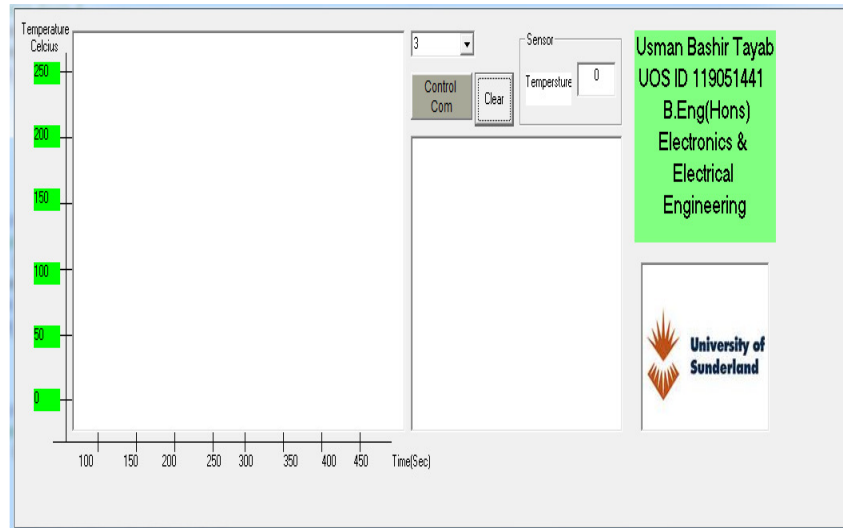 Temperature
Celcius
250
200
150
100
50
0
100 150 200 250 300 350 400 450 Time(Sec)
3
Control
Com
Clear
Sensor
Temperature 0
Usman Bashir Tayab
UOS ID 119051441
B.Eng(Hons)
Electronics &
Electrical
Engineering
University of
Sunderland